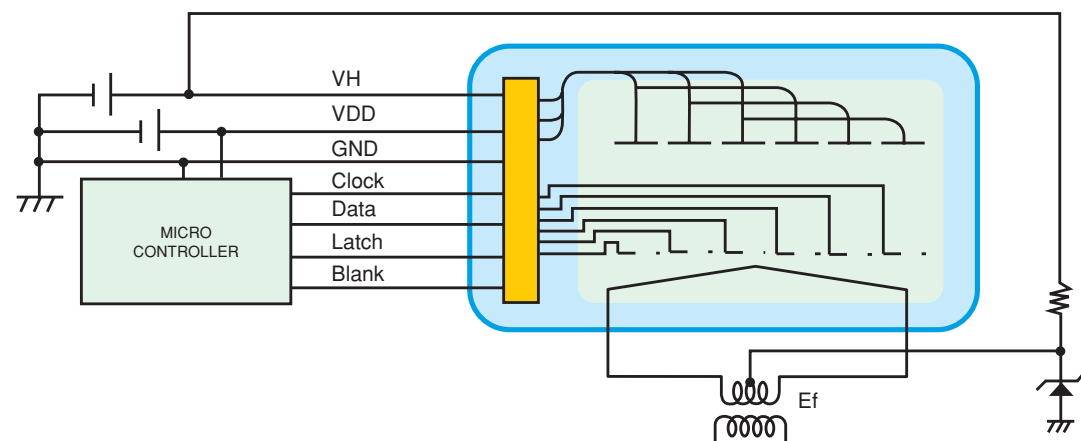 VH
VDD
GND
Clock
Data
Latch
Blank
MICRO
CONTROLLER
Ef